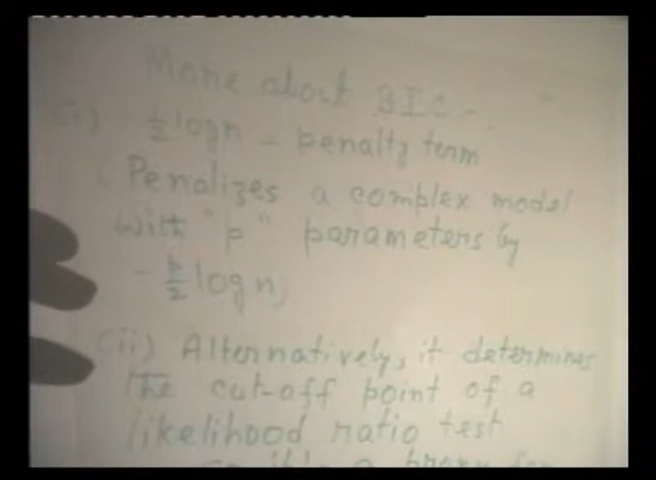 More about BIC -
(i) 1/2 log n = penalty term
Penalizes a complex model
with "p" parameters by
- p/2 log n;
(ii) Alternatively, it determines
the cut-off point of a
likelihood ratio test